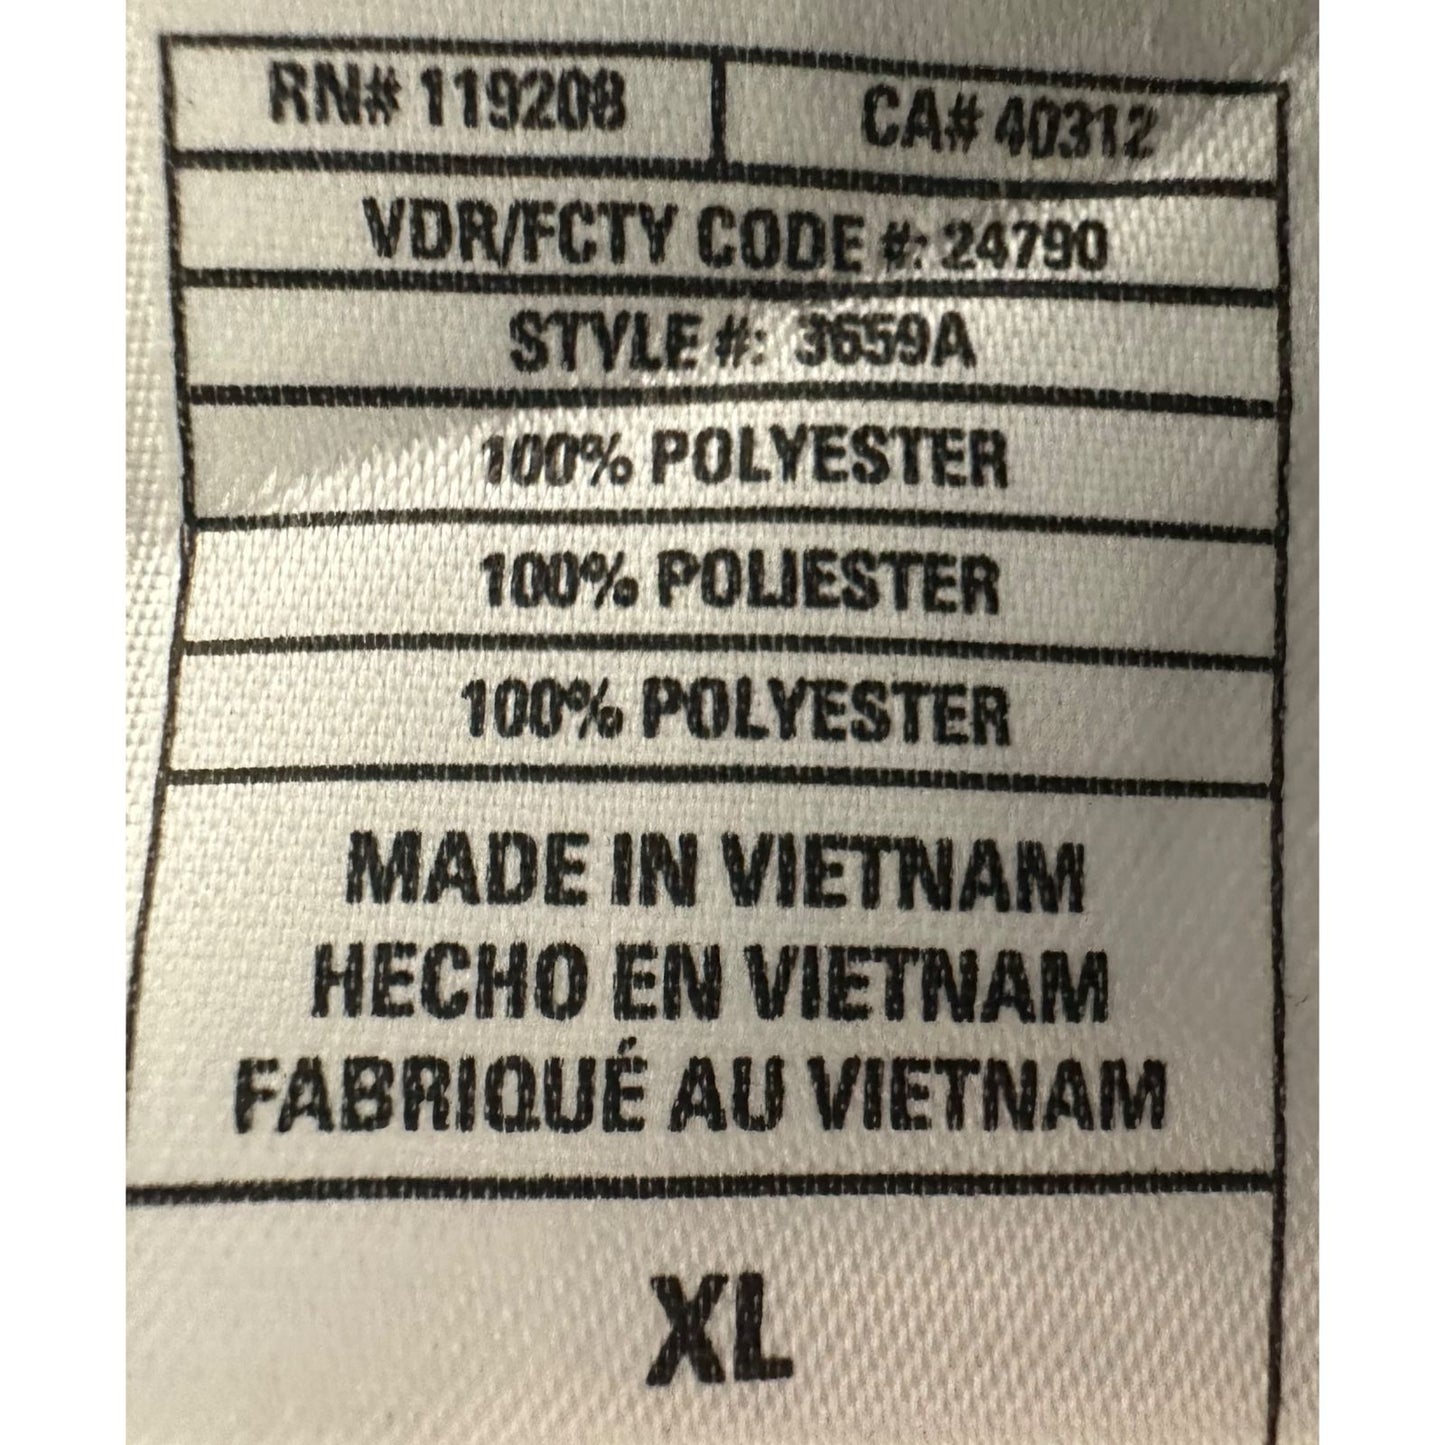 RN# 119208 CA# 40312
VDR/FCTY CODE #: 24790
STYLE #: 3659A
100% POLYESTER
100% POLIESTER
100% POLYESTER
MADE IN VIETNAM
HECHO EN VIETNAM
FABRIQUÉ AU VIETNAM
XL